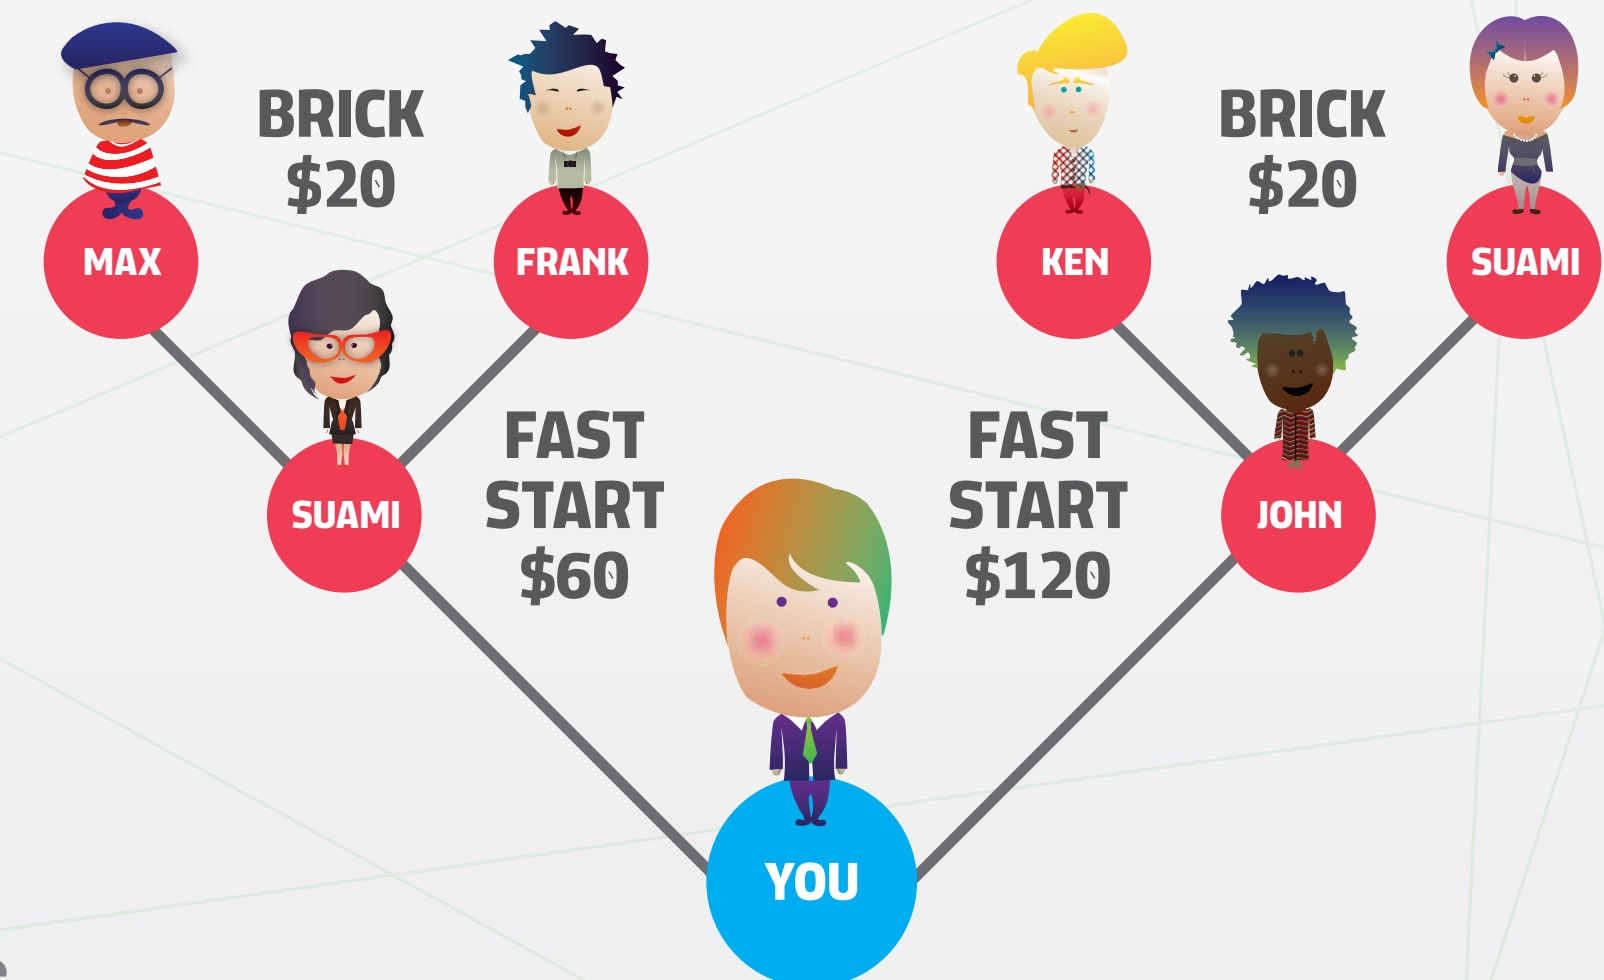 BRICK
$20
MAX
FRANK
BRICK
$20
KEN
SUAMI
FAST
START
$60
SUAMI
FAST
START
$120
JOHN
YOU